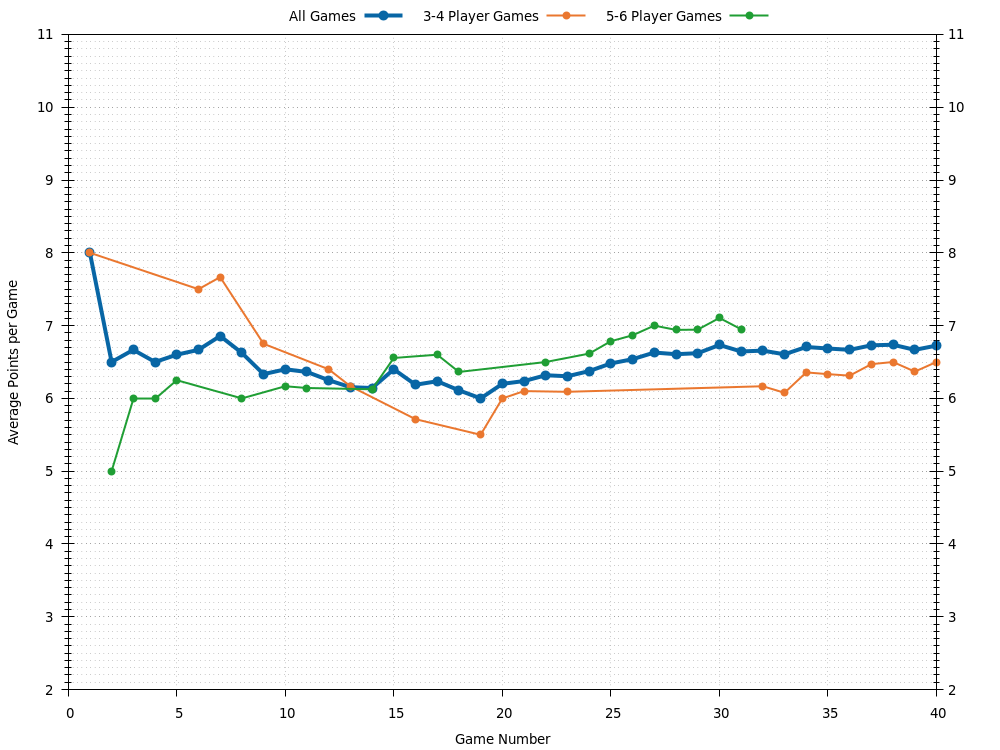 All Games 3-4 Player Games 5-6 Player Games
11 11
10 10
9 9
8 8
7 7
6 6
5 5
4 4
3 3
2 2
Average Points per Game
0 5 10 15 20 25 30 35 40
Game Number